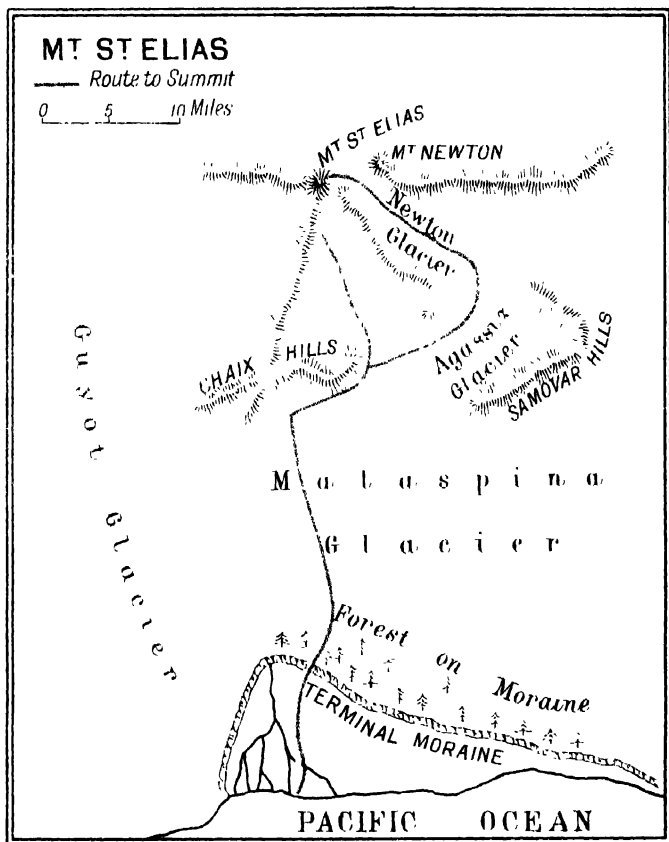 MT ST ELIAS
Route to Summit
0 5 10 Miles
MT ST ELIAS
MT NEWTON
Newton
Glacier
Agassiz
Glacier
SAMOVAR HILLS
CHAIX HILLS
Guyot Glacier
Malaspina
Glacier
Forest on Moraine
TERMINAL MORAINE
PACIFIC OCEAN